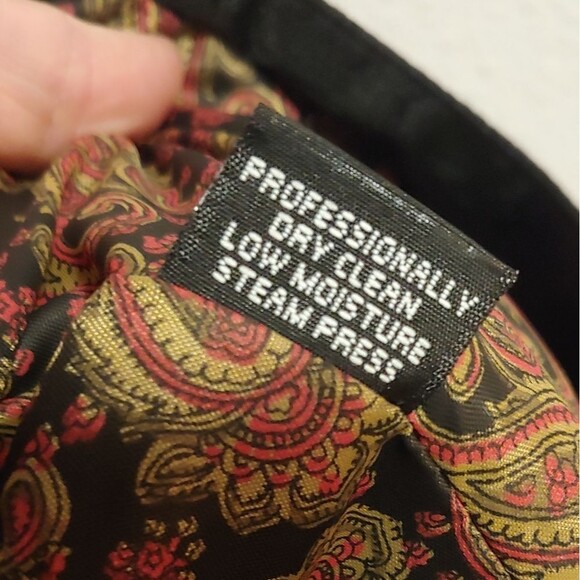 PROFESSIONALLY
DRY CLEAN
LOW MOISTURE
STEAM PRESS